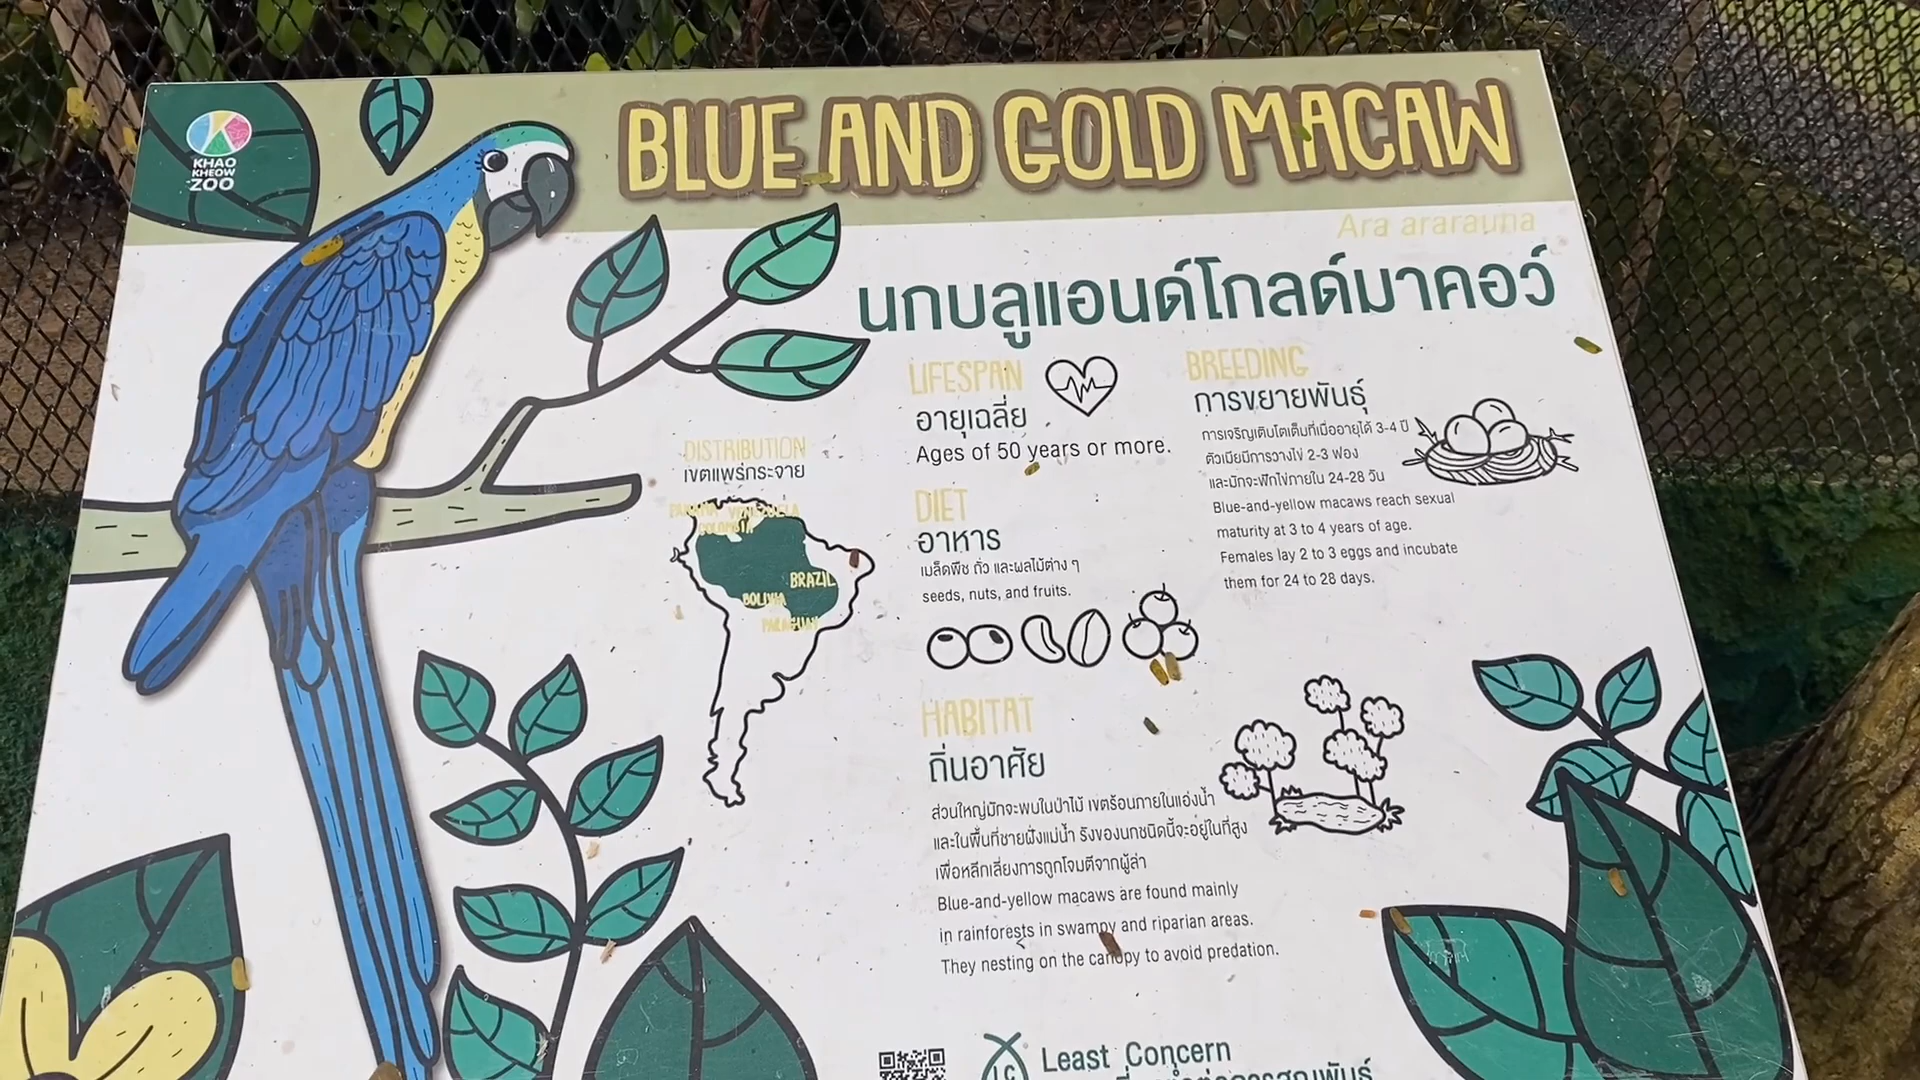 KHAO
KHEOW
ZOO
BLUE AND GOLD MACAW
Ara ararauna
นกบลูแอนด์โกลด์มาคอว์
LIFESPAN
อายุเฉลี่ย
Ages of 50 years or more.
BREEDING
การขยายพันธุ์
การเจริญเติบโตเต็มที่เมื่ออายุได้ 3-4 ปี
ตัวเมียมีการวางไข่ 2-3 ฟอง
และมักจะฟักไข่ภายใน 24-28 วัน
Blue-and-yellow macaws reach sexual
maturity at 3 to 4 years of age.
Females lay 2 to 3 eggs and incubate
them for 24 to 28 days.
DISTRIBUTION
เขตแพร่กระจาย
PANAMA VENEZUELA
COLOMBIA
BRAZIL
BOLIVIA
PARAGUAY
DIET
อาหาร
เมล็ดพืช ถั่ว และผลไม้ต่าง ๆ
seeds, nuts, and fruits.
HABITAT
ถิ่นอาศัย
ส่วนใหญ่มักจะพบในป่าไม้ เขตร้อนภายในแอ่งน้ำ
และในพื้นที่ชายฝั่งแม่น้ำ รังของนกชนิดนี้จะอยู่ในที่สูง
เพื่อหลีกเลี่ยงการถูกโจมตีจากผู้ล่า
Blue-and-yellow macaws are found mainly
in rainforests in swampy and riparian areas.
They nesting on the canopy to avoid predation.
LC
Least Concern